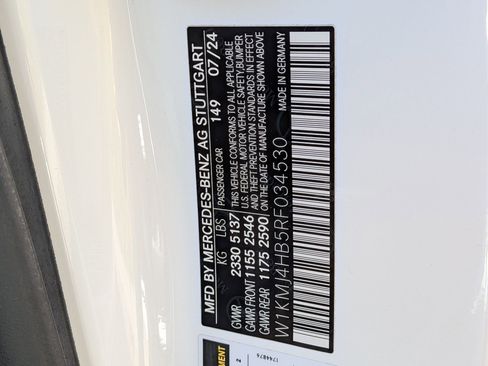 MFD BY MERCEDES-BENZ AG STUTTGART
149 07/24
KG LBS PASSENGER CAR
GVWR 2330 5137 THIS VEHICLE CONFORMS TO ALL APPLICABLE
U.S. FEDERAL MOTOR VEHICLE SAFETY, BUMPER
GAWR FRONT 1155 2546 AND THEFT PREVENTION STANDARDS IN EFFECT
GAWR REAR 1175 2590 ON THE DATE OF MANUFACTURE SHOWN ABOVE
W1KMJ4HB5RF034530 MADE IN GERMANY
2
1744876